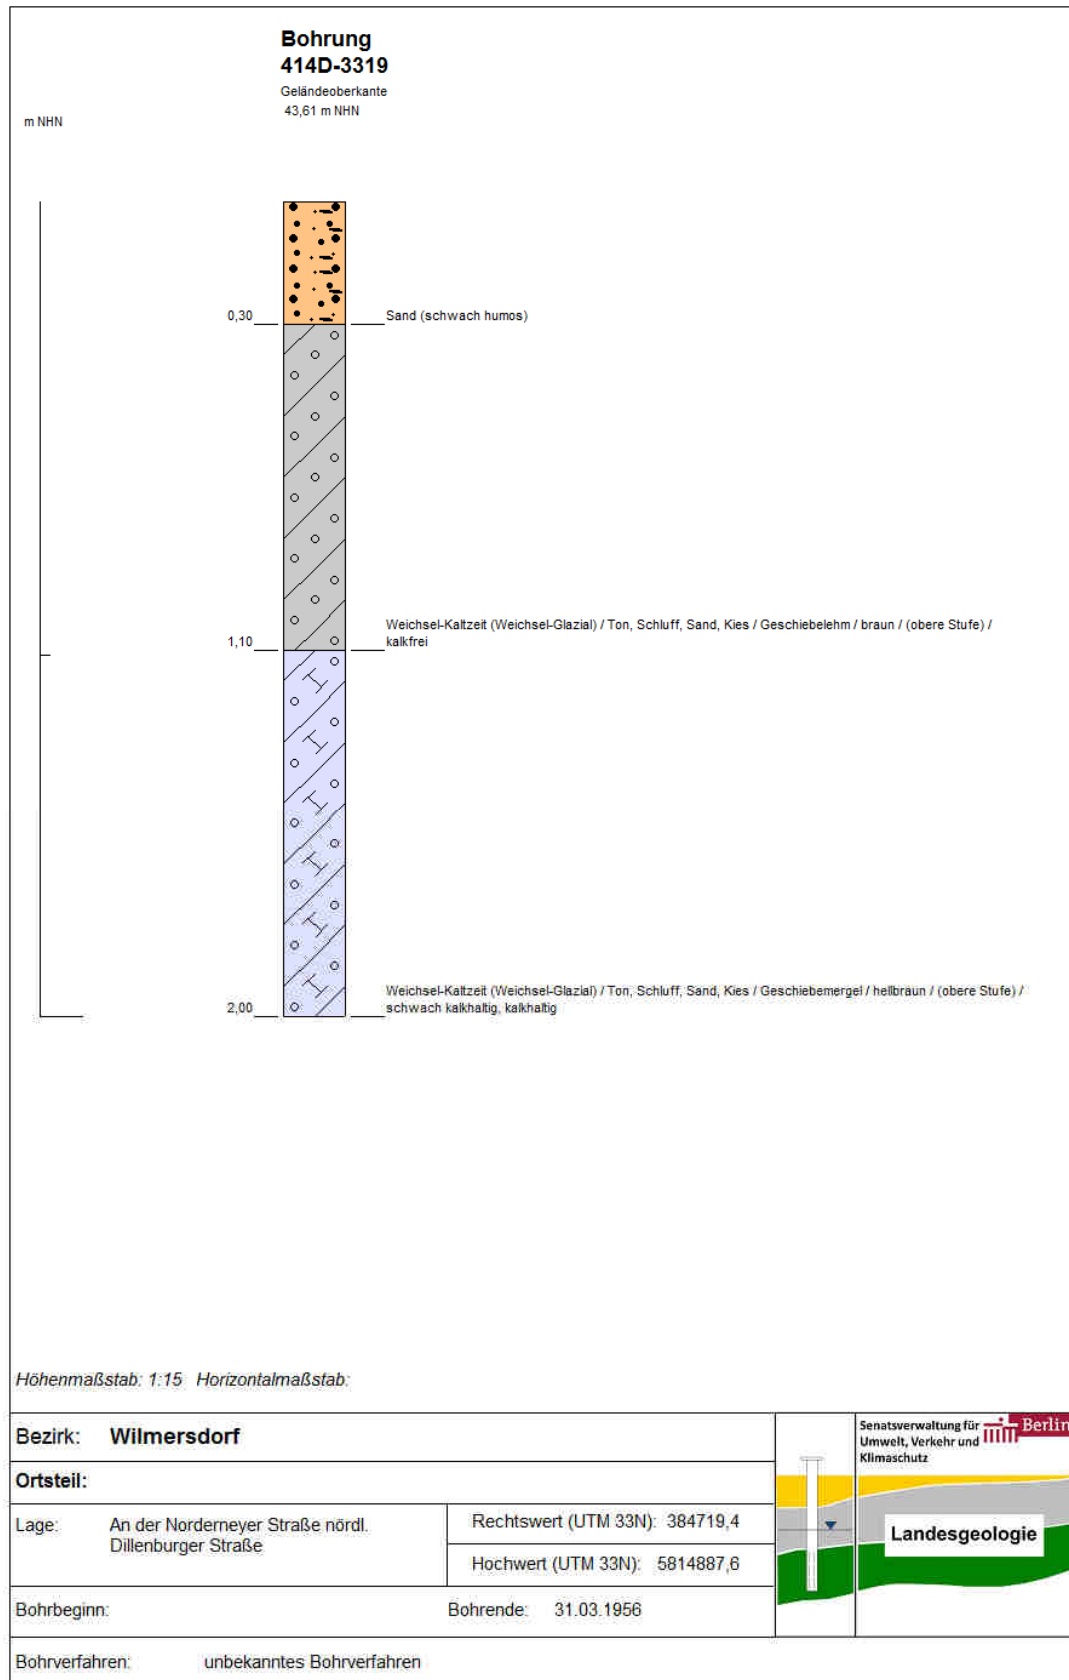 Bohrung
414D-3319
Geländeoberkante
43,61 m NHN
m NHN
0,30
Sand (schwach humos)
Weichsel-Kaltzeit (Weichsel-Glazial) / Ton, Schluff, Sand, Kies / Geschiebelehm / braun / (obere Stufe) /
kalkfrei
1,10
Weichsel-Kaltzeit (Weichsel-Glazial) / Ton, Schluff, Sand, Kies / Geschiebemergel / hellbraun / (obere Stufe) /
schwach kalkhaltig, kalkhaltig
2,00
Höhenmaßstab: 1:15 Horizontalmaßstab:
Bezirk: Wilmersdorf
Ortsteil:
Lage: An der Norderneyer Straße nördl.
Dillenburger Straße
Rechtswert (UTM 33N): 384719,4
Hochwert (UTM 33N): 5814887,6
Bohrbeginn:
Bohrende: 31.03.1956
Bohrverfahren: unbekanntes Bohrverfahren
Senatsverwaltung für
Umwelt, Verkehr und
Klimaschutz
Berlin
Landesgeologie